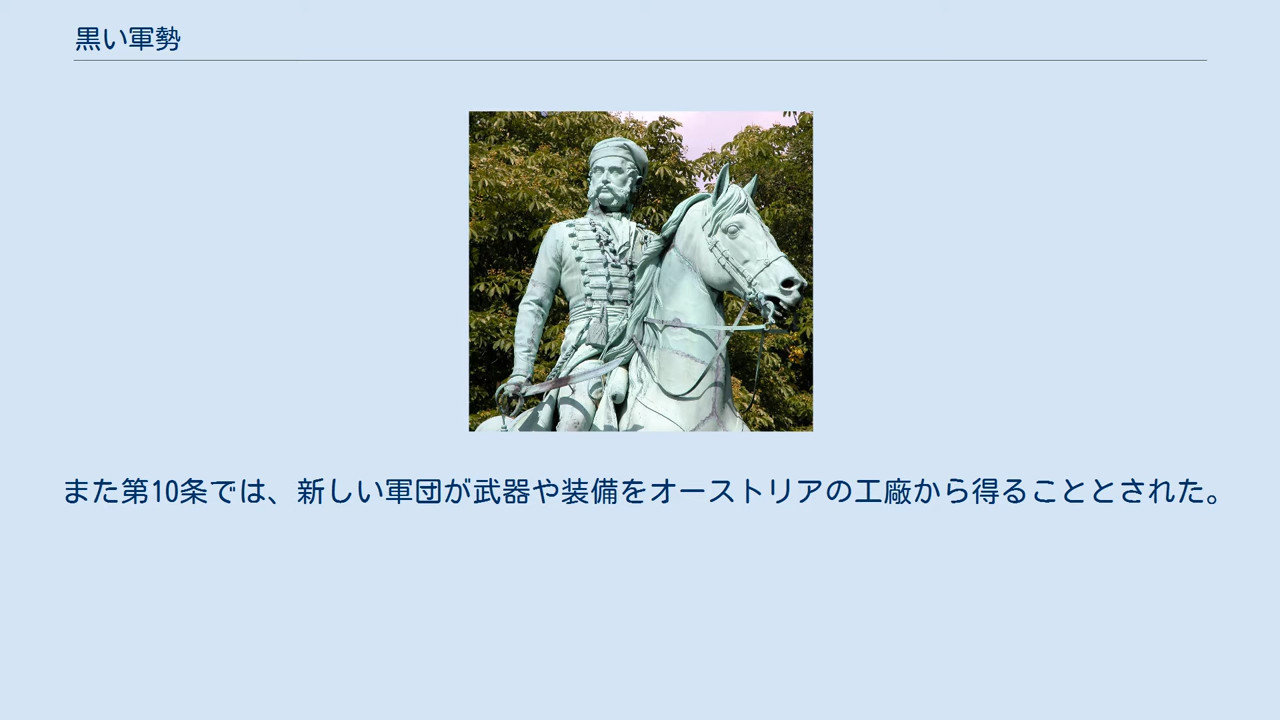 黒い軍勢
また第10条では、新しい軍団が武器や装備をオーストリアの工廠から得ることとされた。